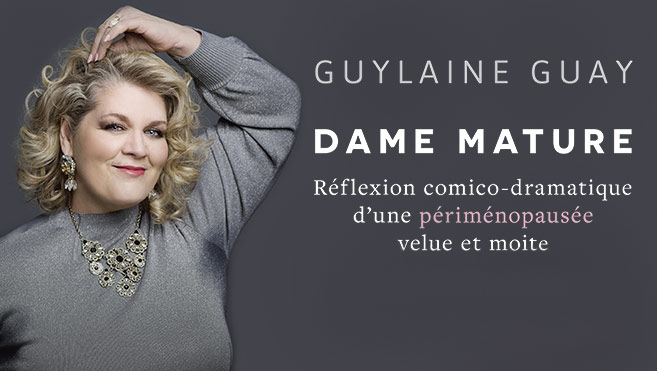 GUYLAINE GUAY
DAME MATURE
Réflexion comico-dramatique
d'une périménopausée
velue et moite